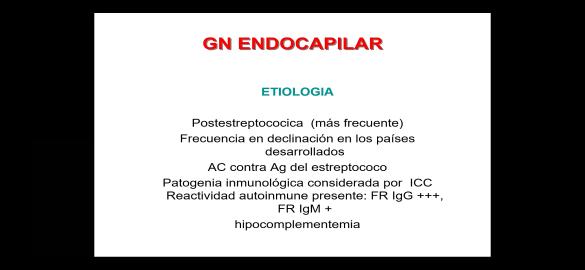 GN ENDOCAPILAR
ETIOLOGIA
Postestreptococica (más frecuente)
Frecuencia en declinación en los países
desarrollados
AC contra Ag del estreptococo
Patogenia inmunológica considerada por ICC
Reactividad autoinmune presente: FR IgG +++,
FR IgM +
hipocomplementemia